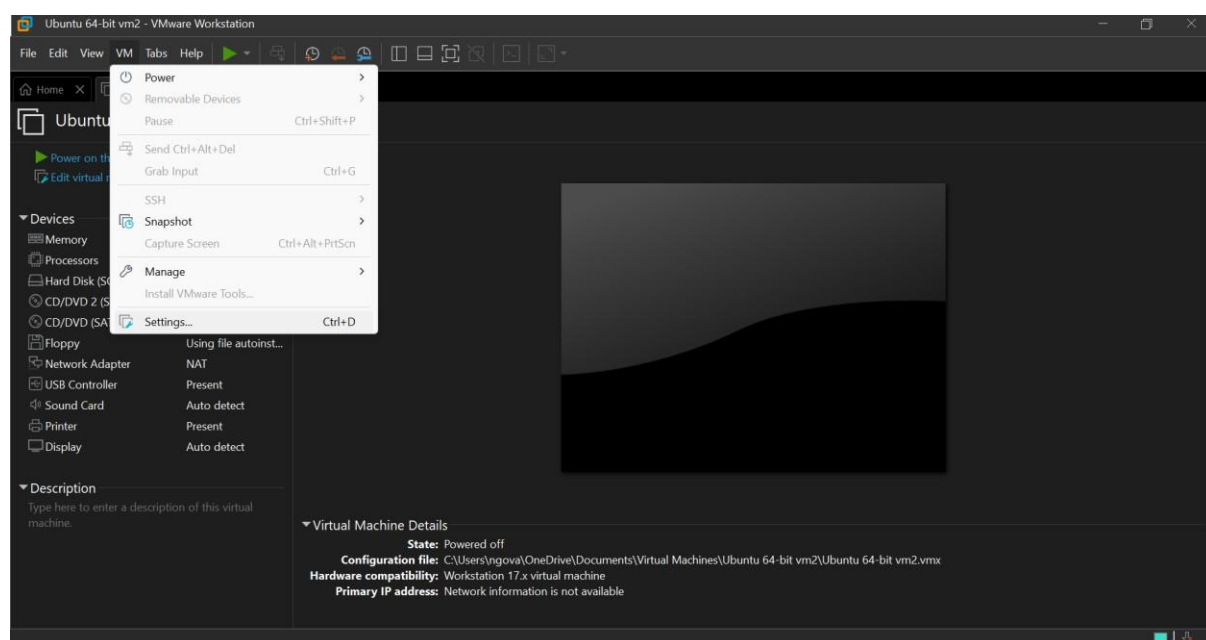 Ubuntu 64-bit vm2 - VMware Workstation
File Edit View VM Tabs Help
Home
Power
Removable Devices
Pause Ctrl+Shift+P
Send Ctrl+Alt+Del
Grab Input Ctrl+G
SSH
Snapshot
Capture Screen Ctrl+Alt+PrtScn
Manage
Install VMware Tools...
Settings... Ctrl+D
Ubuntu
Power on th
Edit virtual r
Devices
Memory
Processors
Hard Disk (SC
CD/DVD 2 (S
CD/DVD (SA
Floppy Using file autoinst...
Network Adapter NAT
USB Controller Present
Sound Card Auto detect
Printer Present
Display Auto detect
Description
Type here to enter a description of this virtual
machine.
Virtual Machine Details
State: Powered off
Configuration file: C:\Users\ngova\OneDrive\Documents\Virtual Machines\Ubuntu 64-bit vm2\Ubuntu 64-bit vm2.vmx
Hardware compatibility: Workstation 17.x virtual machine
Primary IP address: Network information is not available